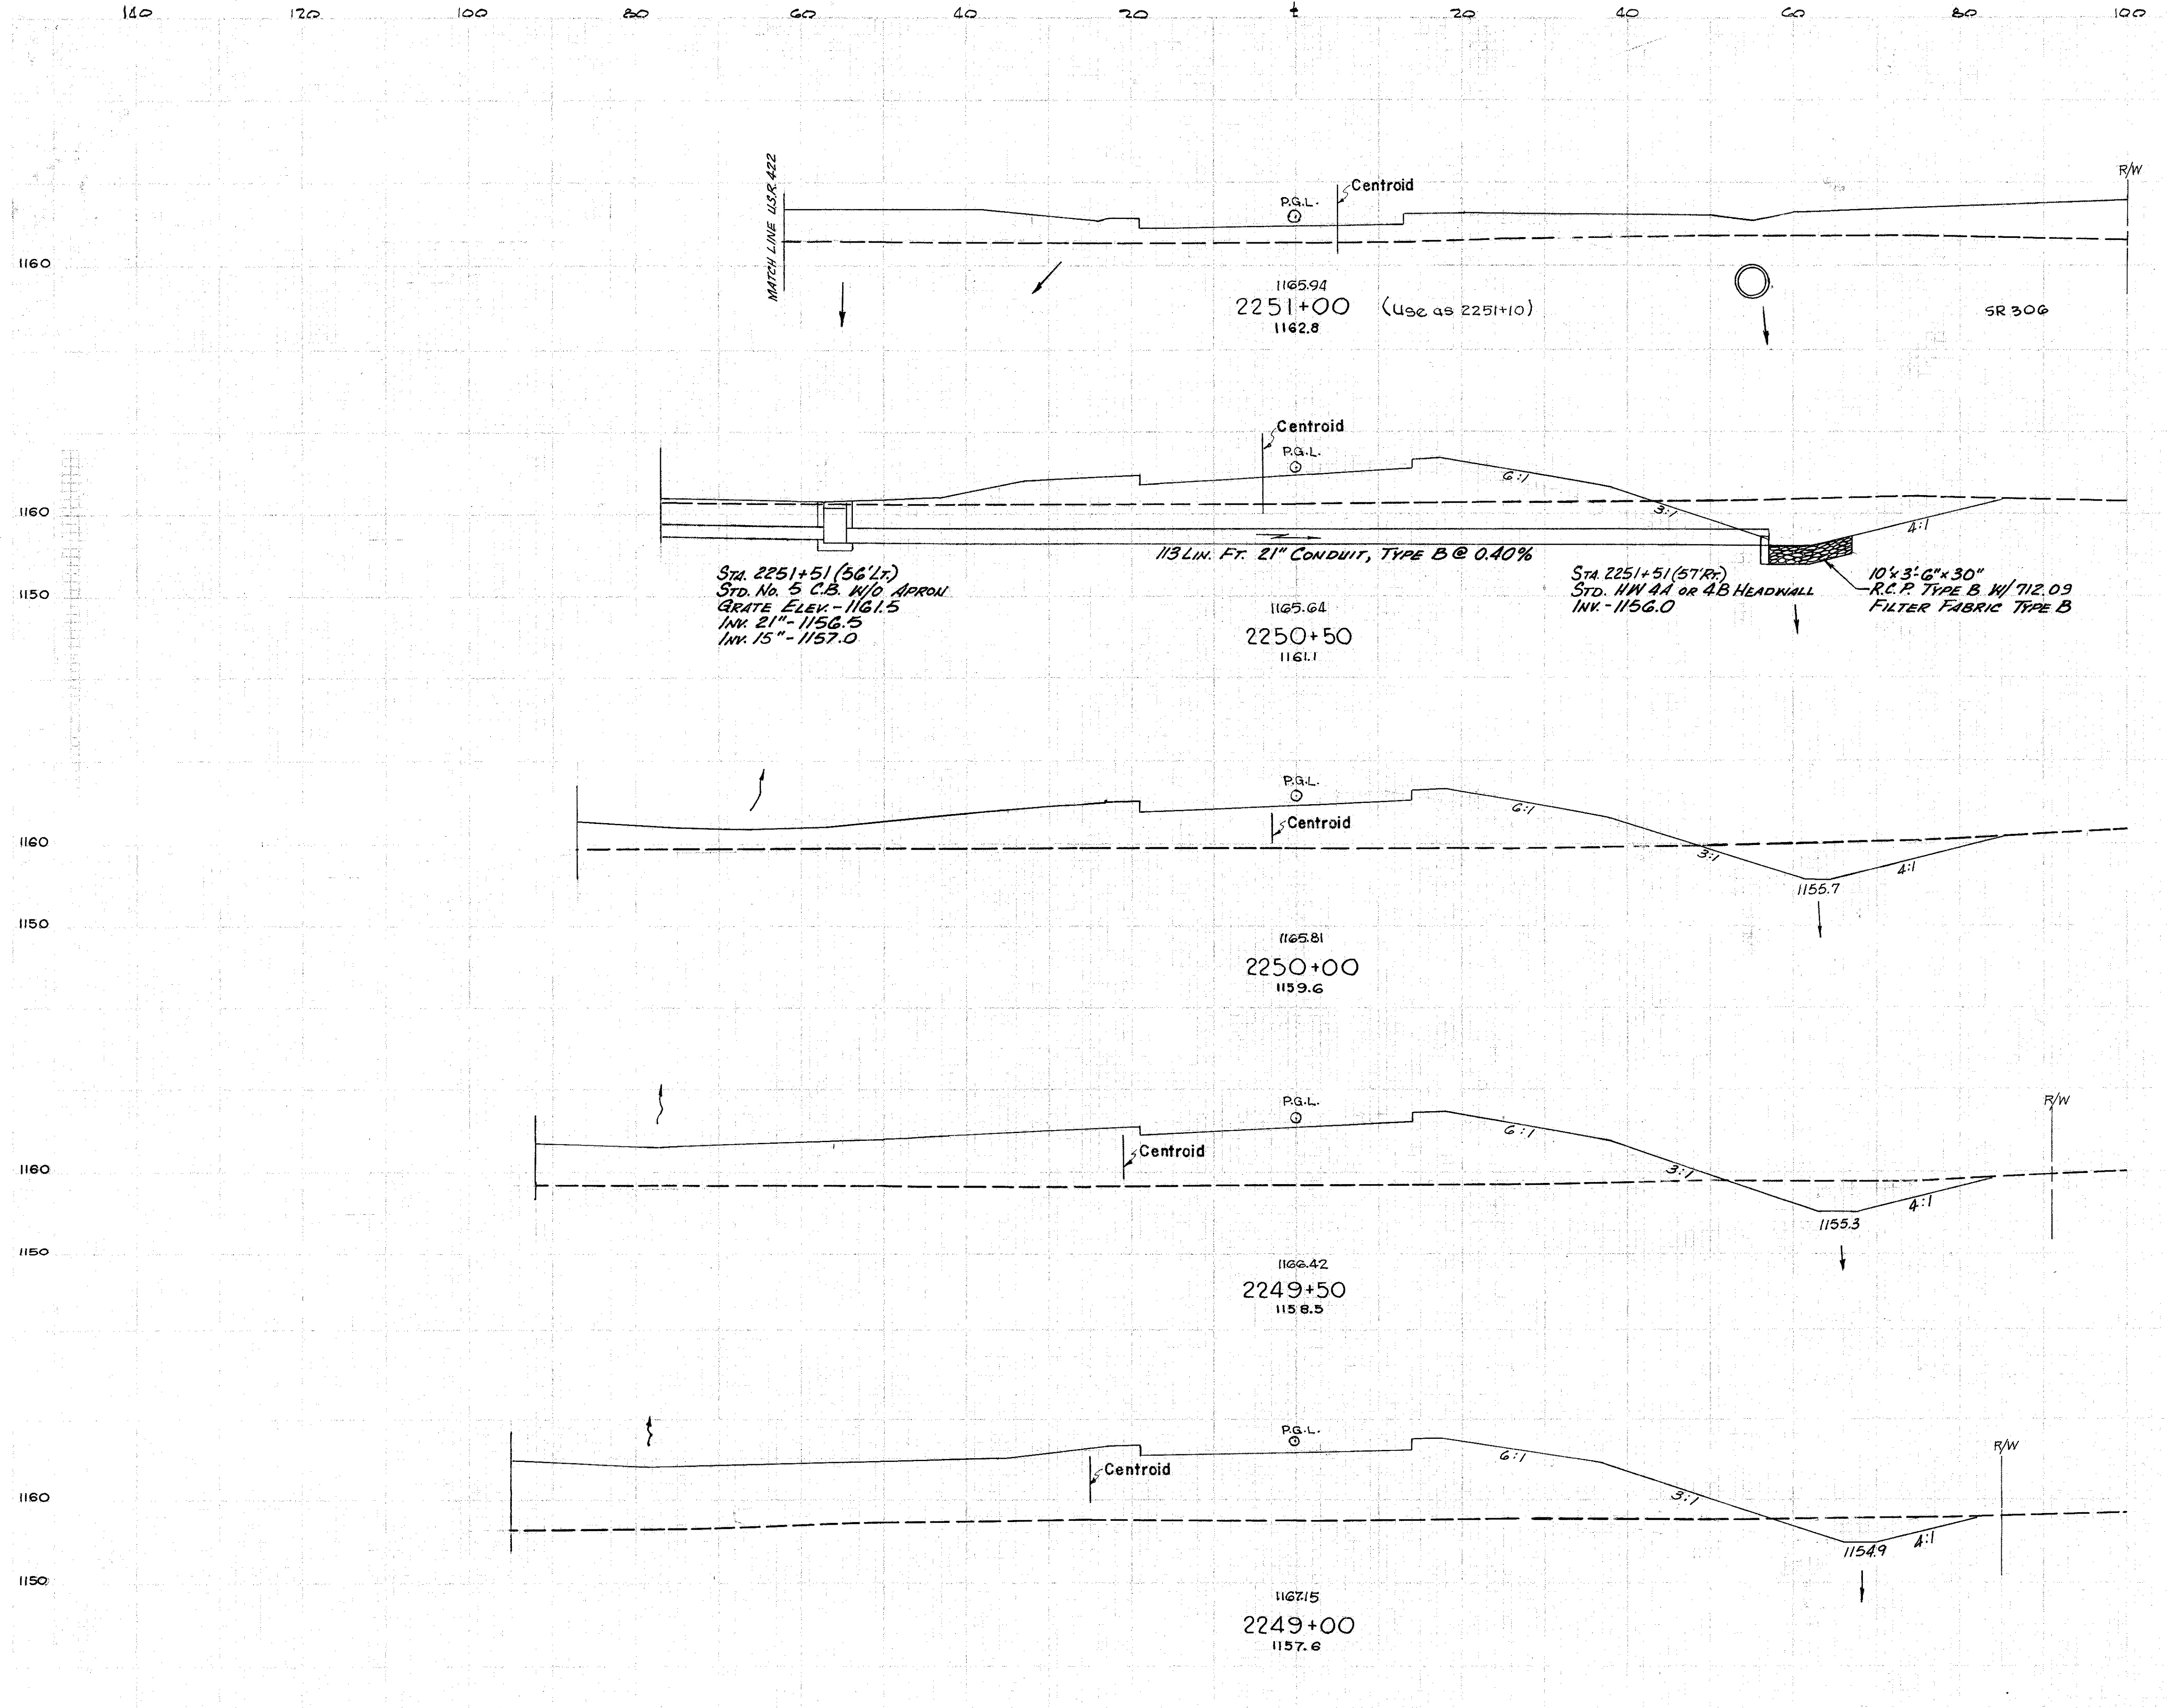 140 120 100 80 60 40 20 ℄ 20 40 60 80 100
R/W
MATCH LINE U.S.R. 422
Centroid
P.G.L.
1160
1165.94
2251+00 (Use as 2251+10)
1162.8
SR 306
Centroid
P.G.L.
6:1
1160
3:1
4:1
113 LIN. FT. 21" CONDUIT, TYPE B @ 0.40%
STA. 2251+51 (56' LT.)
STD. No. 5 C.B. W/O APRON
GRATE ELEV. - 1161.5
INV. 21" - 1156.5
INV. 15" - 1157.0
STA. 2251+51 (57' RT.)
STD. HW 4A OR 4B HEADWALL
INV. - 1156.0
10' x 3'-6" x 30"
R.C.P. TYPE B W/ 712.09
FILTER FABRIC TYPE B
1150
1165.64
2250+50
1161.1
P.G.L.
6:1
Centroid
1160
3:1
4:1
1155.7
1150
1165.81
2250+00
1159.6
P.G.L.
R/W
6:1
Centroid
1160
3:1
4:1
1155.3
1150
1166.42
2249+50
1158.5
P.G.L.
R/W
6:1
Centroid
1160
3:1
4:1
1154.9
1150
1167.15
2249+00
1157.6